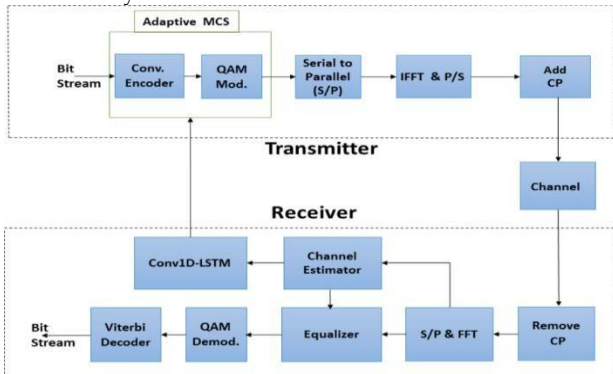 Adaptive MCS
Bit
Stream
Conv.
Encoder
QAM
Mod.
Serial to
Parallel
(S/P)
IFFT & P/S
Add
CP
Transmitter
Channel
Receiver
Conv1D-LSTM
Channel
Estimator
Bit
Stream
Viterbi
Decoder
QAM
Demod.
Equalizer
S/P & FFT
Remove
CP